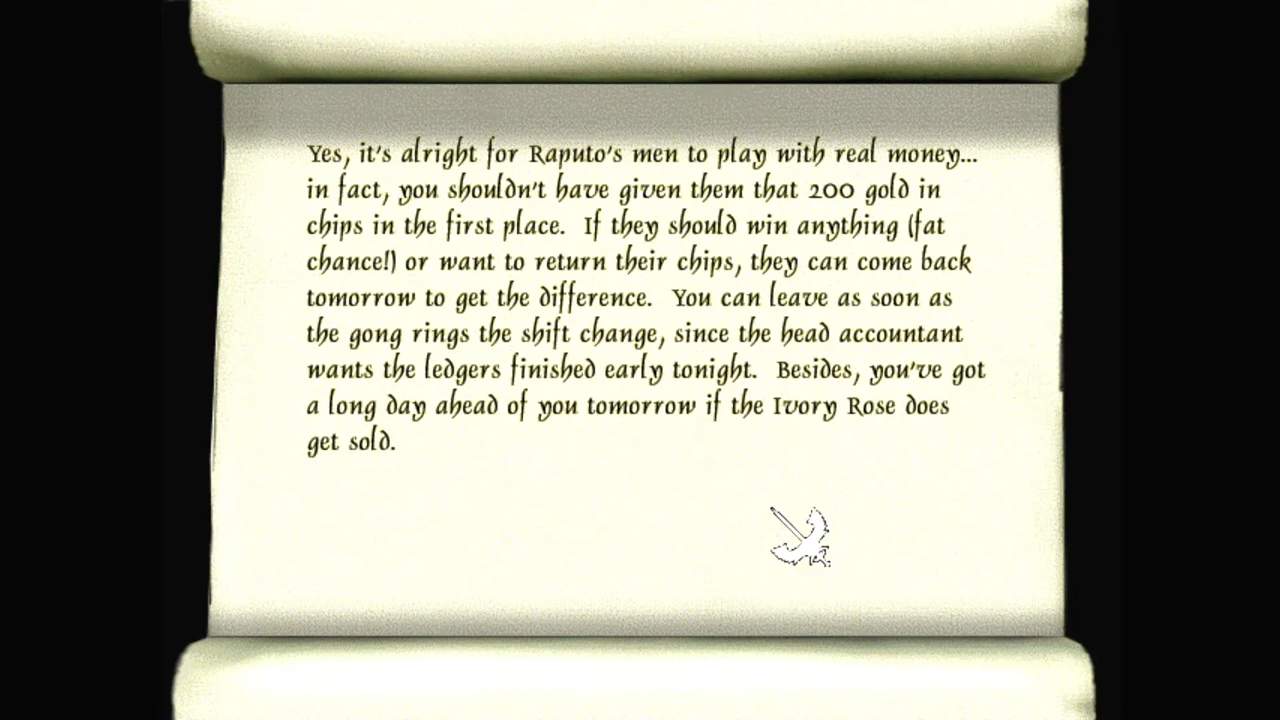 Yes, it's alright for Raputo's men to play with real money...
in fact, you shouldn't have given them that 200 gold in
chips in the first place.  If they should win anything (fat
chance!) or want to return their chips, they can come back
tomorrow to get the difference.  You can leave as soon as
the gong rings the shift change, since the head accountant
wants the ledgers finished early tonight.  Besides, you've got
a long day ahead of you tomorrow if the Ivory Rose does
get sold.